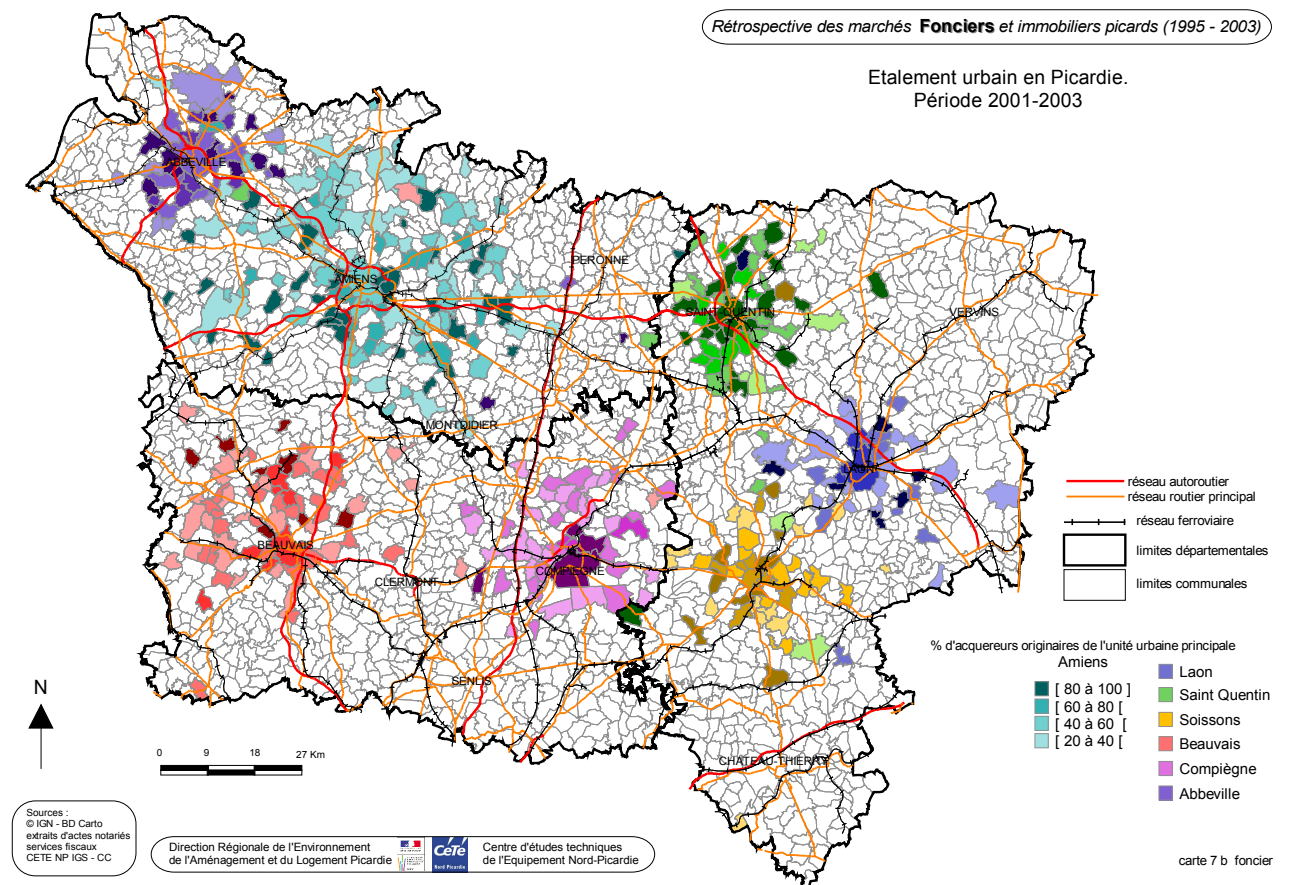 Rétrospective des marchés Fonciers et immobiliers picards (1995 - 2003)
Etalement urbain en Picardie.
Période 2001-2003
ABBEVILLE
AMIENS
PERONNE
SAINT-QUENTIN
VERVINS
MONTDIDIER
LAON
BEAUVAIS
CLERMONT
COMPIEGNE
SENLIS
CHATEAU-THIERRY
réseau autoroutier
réseau routier principal
réseau ferroviaire
limites départementales
limites communales
% d'acquereurs originaires de l'unité urbaine principale
Amiens
[ 80 à 100 ]
[ 60 à 80 [
[ 40 à 60 [
[ 20 à 40 [
Laon
Saint Quentin
Soissons
Beauvais
Compiègne
Abbeville
N
0 9 18 27 Km
Sources :
© IGN - BD Carto
extraits d'actes notariés
services fiscaux
CETE NP IGS - CC
Direction Régionale de l'Environnement
de l'Aménagement et du Logement Picardie
CeTe
Nord Picardie
Centre d'études techniques
de l'Equipement Nord-Picardie
carte 7 b foncier